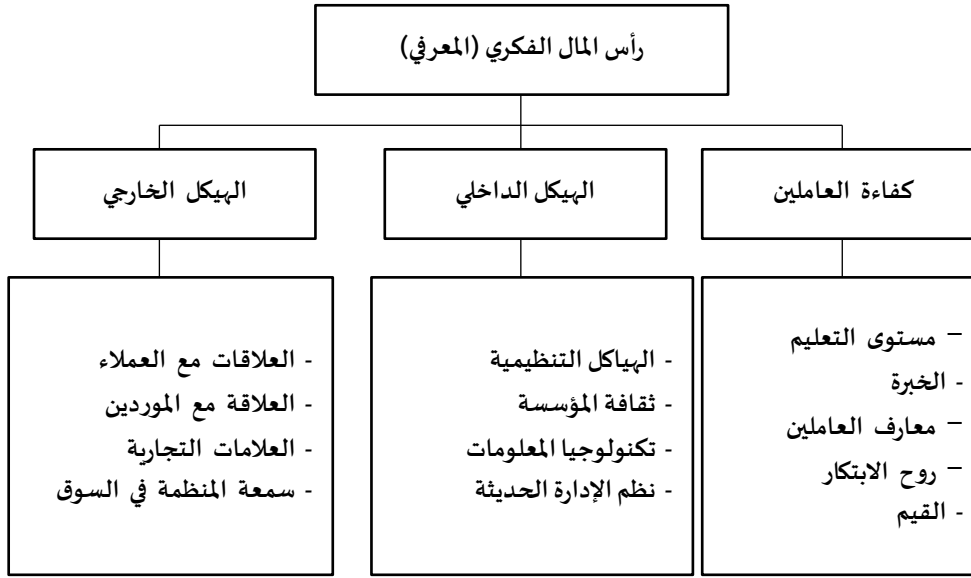 رأس المال الفكري (المعرفي)
كفاءة العاملين
الهيكل الداخلي
الهيكل الخارجي
– مستوى التعليم
- الخبرة
– معارف العاملين
– روح الابتكار
- القيم
- الهياكل التنظيمية
- ثقافة المؤسسة
- تكنولوجيا المعلومات
- نظم الإدارة الحديثة
- العلاقات مع العملاء
- العلاقة مع الموردين
- العلامات التجارية
- سمعة المنظمة في السوق